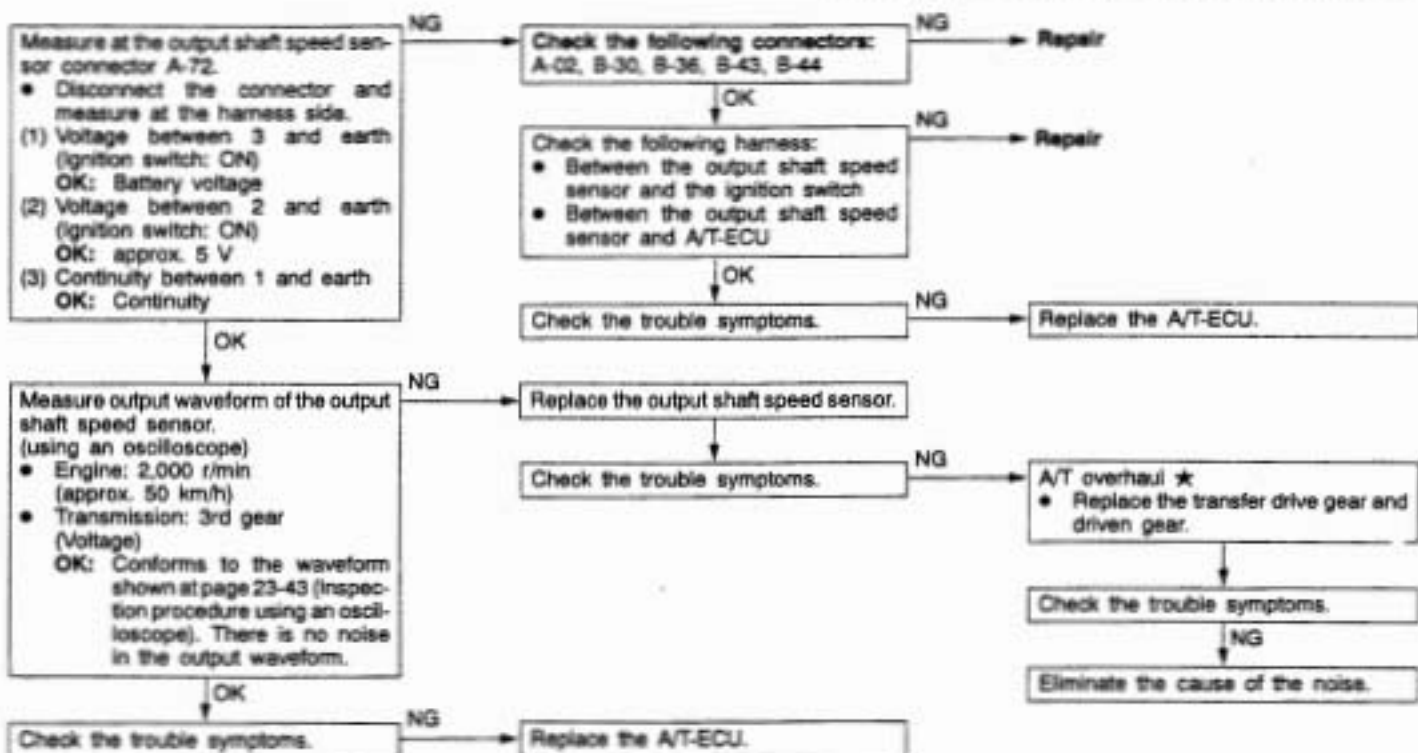 Measure at the output shaft speed sen-
sor connector A-72.
● Disconnect the connector and
measure at the harness side.
(1) Voltage between 3 and earth
(Ignition switch: ON)
OK: Battery voltage
(2) Voltage between 2 and earth
(Ignition switch: ON)
OK: approx. 5 V
(3) Continuity between 1 and earth
OK: Continuity
NG
Check the following connectors:
A-02, B-30, B-36, B-43, B-44
NG
Repair
OK
Check the following harness:
● Between the output shaft speed
sensor and the ignition switch
● Between the output shaft speed
sensor and A/T-ECU
NG
Repair
OK
Check the trouble symptoms.
NG
Replace the A/T-ECU.
OK
Measure output waveform of the output
shaft speed sensor.
(using an oscilloscope)
● Engine: 2,000 r/min
(approx. 50 km/h)
● Transmission: 3rd gear
(Voltage)
OK: Conforms to the waveform
shown at page 23-43 (Inspec-
tion procedure using an oscil-
loscope). There is no noise
in the output waveform.
NG
Replace the output shaft speed sensor.
Check the trouble symptoms.
NG
A/T overhaul ★
● Replace the transfer drive gear and
driven gear.
Check the trouble symptoms.
NG
Eliminate the cause of the noise.
OK
Check the trouble symptoms.
NG
Replace the A/T-ECU.